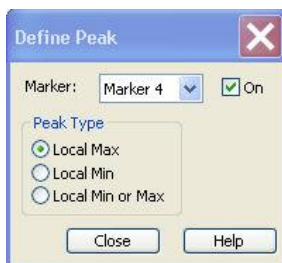 Define Peak
Marker: Marker 4 On
Peak Type
Local Max
Local Min
Local Min or Max
Close Help